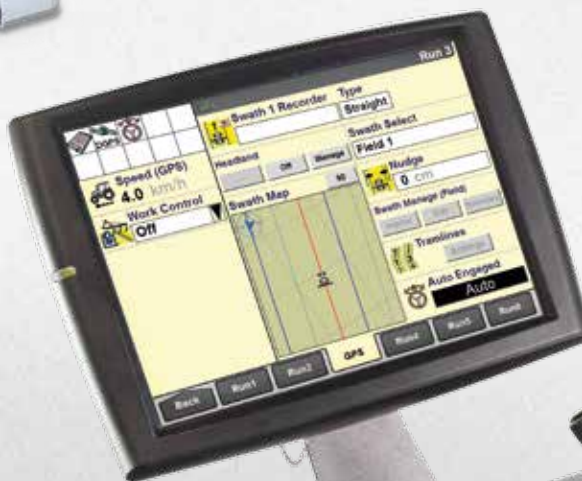 Run 3
DGPS
Speed (GPS)
4.0 km/h
Work Control
Off
Swath 1 Recorder
Type
Straight
Headland
Off
Manage
Swath Select
Field 1
Swath Map
50
Nudge
0 cm
Swath Manage (Field)
Tramlines
Auto Engaged
Auto
Back
Run1
Run2
GPS
Run4
Run5
Run6